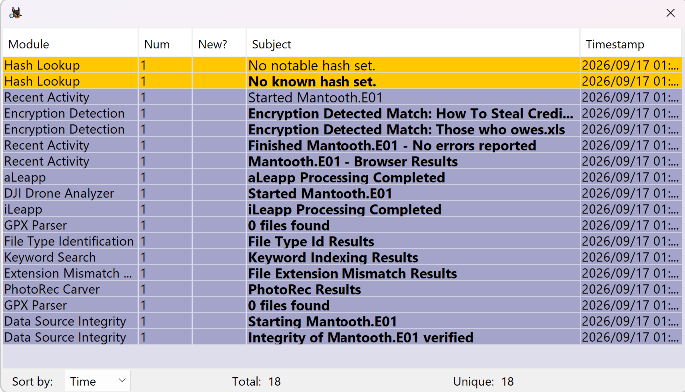 Module Num New? Subject Timestamp
Hash Lookup 1 No notable hash set. 2026/09/17 01:...
Hash Lookup 1 No known hash set. 2026/09/17 01:...
Recent Activity 1 Started Mantooth.E01 2026/09/17 01:...
Encryption Detection 1 Encryption Detected Match: How To Steal Credi... 2026/09/17 01:...
Encryption Detection 1 Encryption Detected Match: Those who owes.xls 2026/09/17 01:...
Recent Activity 1 Finished Mantooth.E01 - No errors reported 2026/09/17 01:...
Recent Activity 1 Mantooth.E01 - Browser Results 2026/09/17 01:...
aLeapp 1 aLeapp Processing Completed 2026/09/17 01:...
DJI Drone Analyzer 1 Started Mantooth.E01 2026/09/17 01:...
iLeapp 1 iLeapp Processing Completed 2026/09/17 01:...
GPX Parser 1 0 files found 2026/09/17 01:...
File Type Identification 1 File Type Id Results 2026/09/17 01:...
Keyword Search 1 Keyword Indexing Results 2026/09/17 01:...
Extension Mismatch ... 1 File Extension Mismatch Results 2026/09/17 01:...
PhotoRec Carver 1 PhotoRec Results 2026/09/17 01:...
GPX Parser 1 0 files found 2026/09/17 01:...
Data Source Integrity 1 Starting Mantooth.E01 2026/09/17 01:...
Data Source Integrity 1 Integrity of Mantooth.E01 verified 2026/09/17 01:...
Sort by: Time Total: 18 Unique: 18